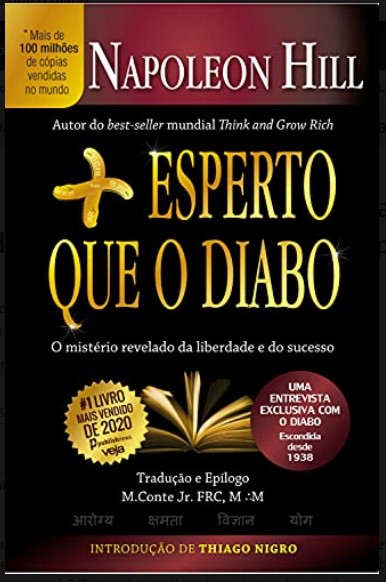 "Mais de
100 milhões
de cópias
vendidas
no mundo
NAPOLEON HILL
Autor do best-seller mundial Think and Grow Rich
+ ESPERTO
QUE O DIABO
O mistério revelado da liberdade e do sucesso
#1 LIVRO
MAIS VENDIDO
DE 2020
publishnews
veja
UMA
ENTREVISTA
EXCLUSIVA COM
O DIABO
Escondida
desde
1938
Tradução e Epílogo
M.Conte Jr. FRC, M ∴M
आरोग्य क्षमता विज्ञान योग
INTRODUÇÃO DE THIAGO NIGRO